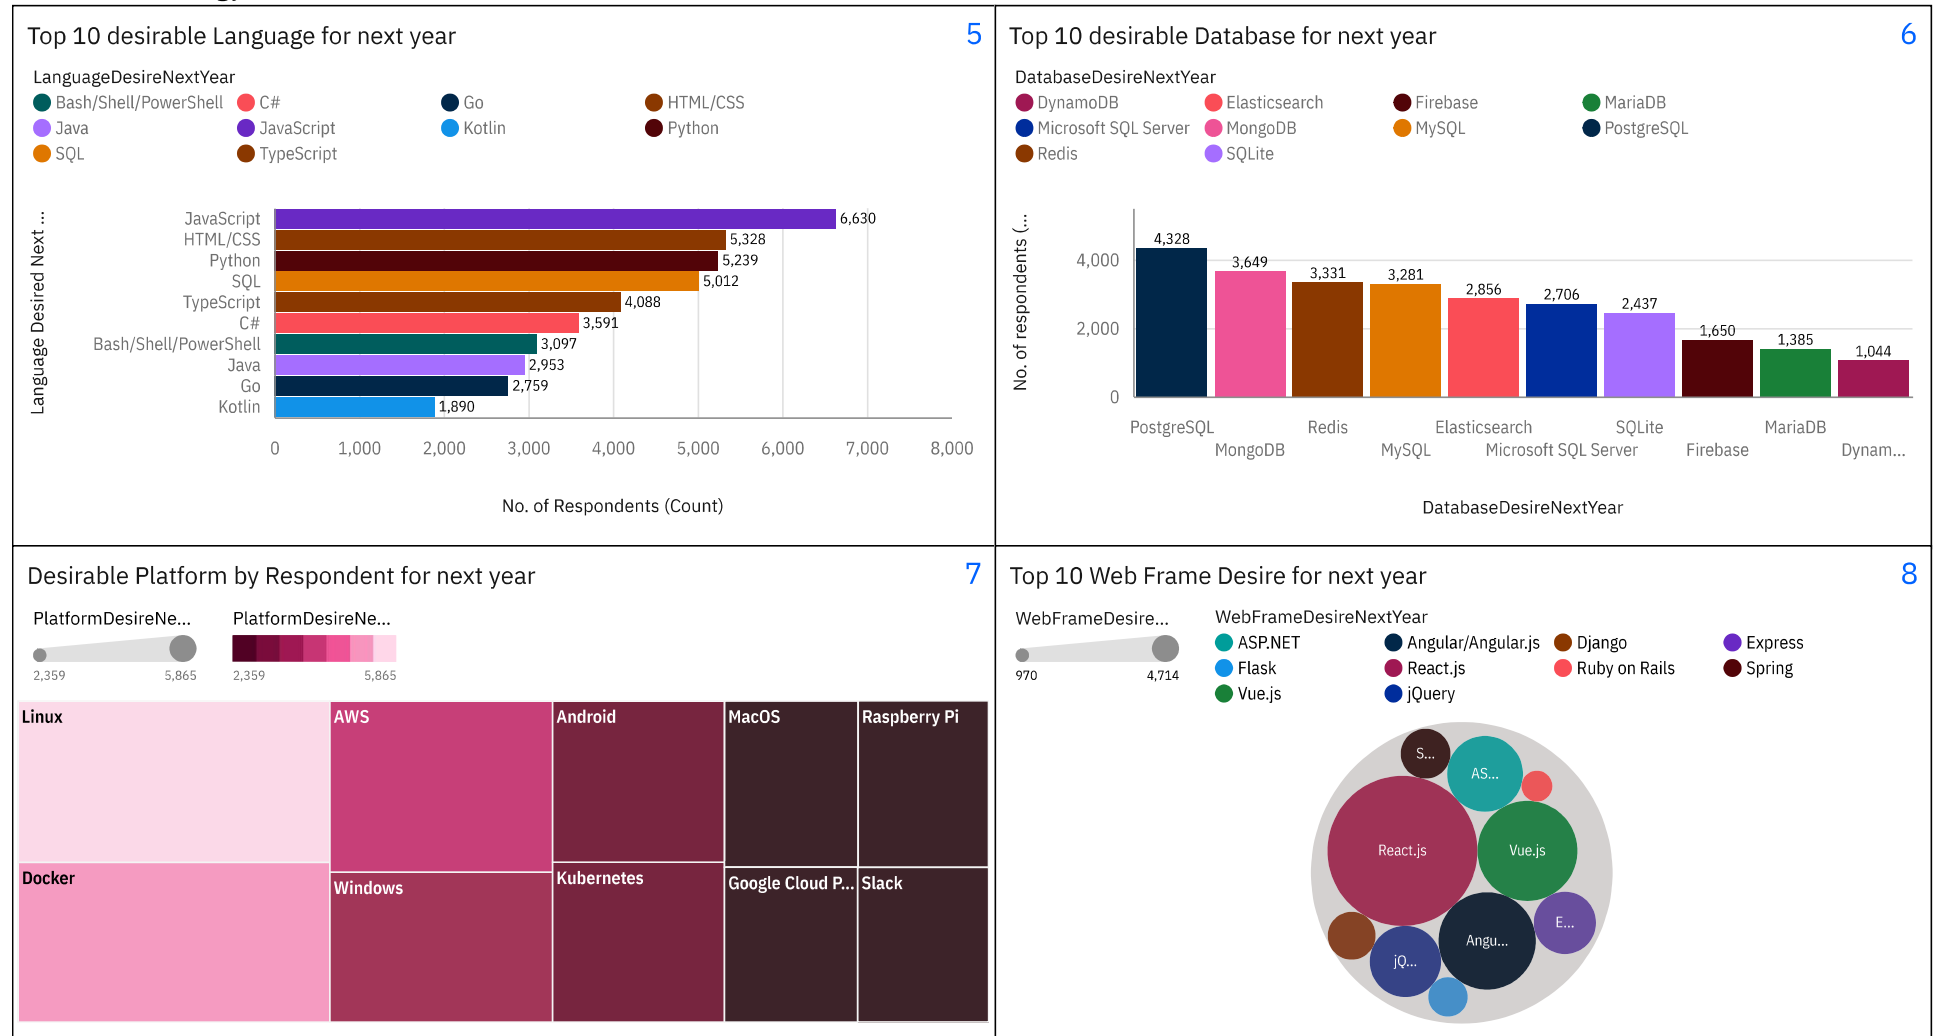 Top 10 desirable Language for next year
5
LanguageDesireNextYear
Bash/Shell/PowerShell C# Go HTML/CSS
Java JavaScript Kotlin Python
SQL TypeScript
Language Desired Next ...
JavaScript 6,630
HTML/CSS 5,328
Python 5,239
SQL 5,012
TypeScript 4,088
C# 3,591
Bash/Shell/PowerShell 3,097
Java 2,953
Go 2,759
Kotlin 1,890
0 1,000 2,000 3,000 4,000 5,000 6,000 7,000 8,000
No. of Respondents (Count)
Top 10 desirable Database for next year
6
DatabaseDesireNextYear
DynamoDB Elasticsearch Firebase MariaDB
Microsoft SQL Server MongoDB MySQL PostgreSQL
Redis SQLite
No. of respondents (...
4,000
2,000
0
4,328 3,649 3,331 3,281 2,856 2,706 2,437 1,650 1,385 1,044
PostgreSQL Redis Elasticsearch SQLite MariaDB
MongoDB MySQL Microsoft SQL Server Firebase Dynam...
DatabaseDesireNextYear
Desirable Platform by Respondent for next year
7
PlatformDesireNe... PlatformDesireNe...
2,359 5,865 2,359 5,865
Linux AWS Android MacOS Raspberry Pi
Docker Windows Kubernetes Google Cloud P... Slack
Top 10 Web Frame Desire for next year
8
WebFrameDesire... WebFrameDesireNextYear
970 4,714
ASP.NET Angular/Angular.js Django Express
Flask React.js Ruby on Rails Spring
Vue.js jQuery
S...
AS...
React.js
Vue.js
E...
Angu...
jQ...